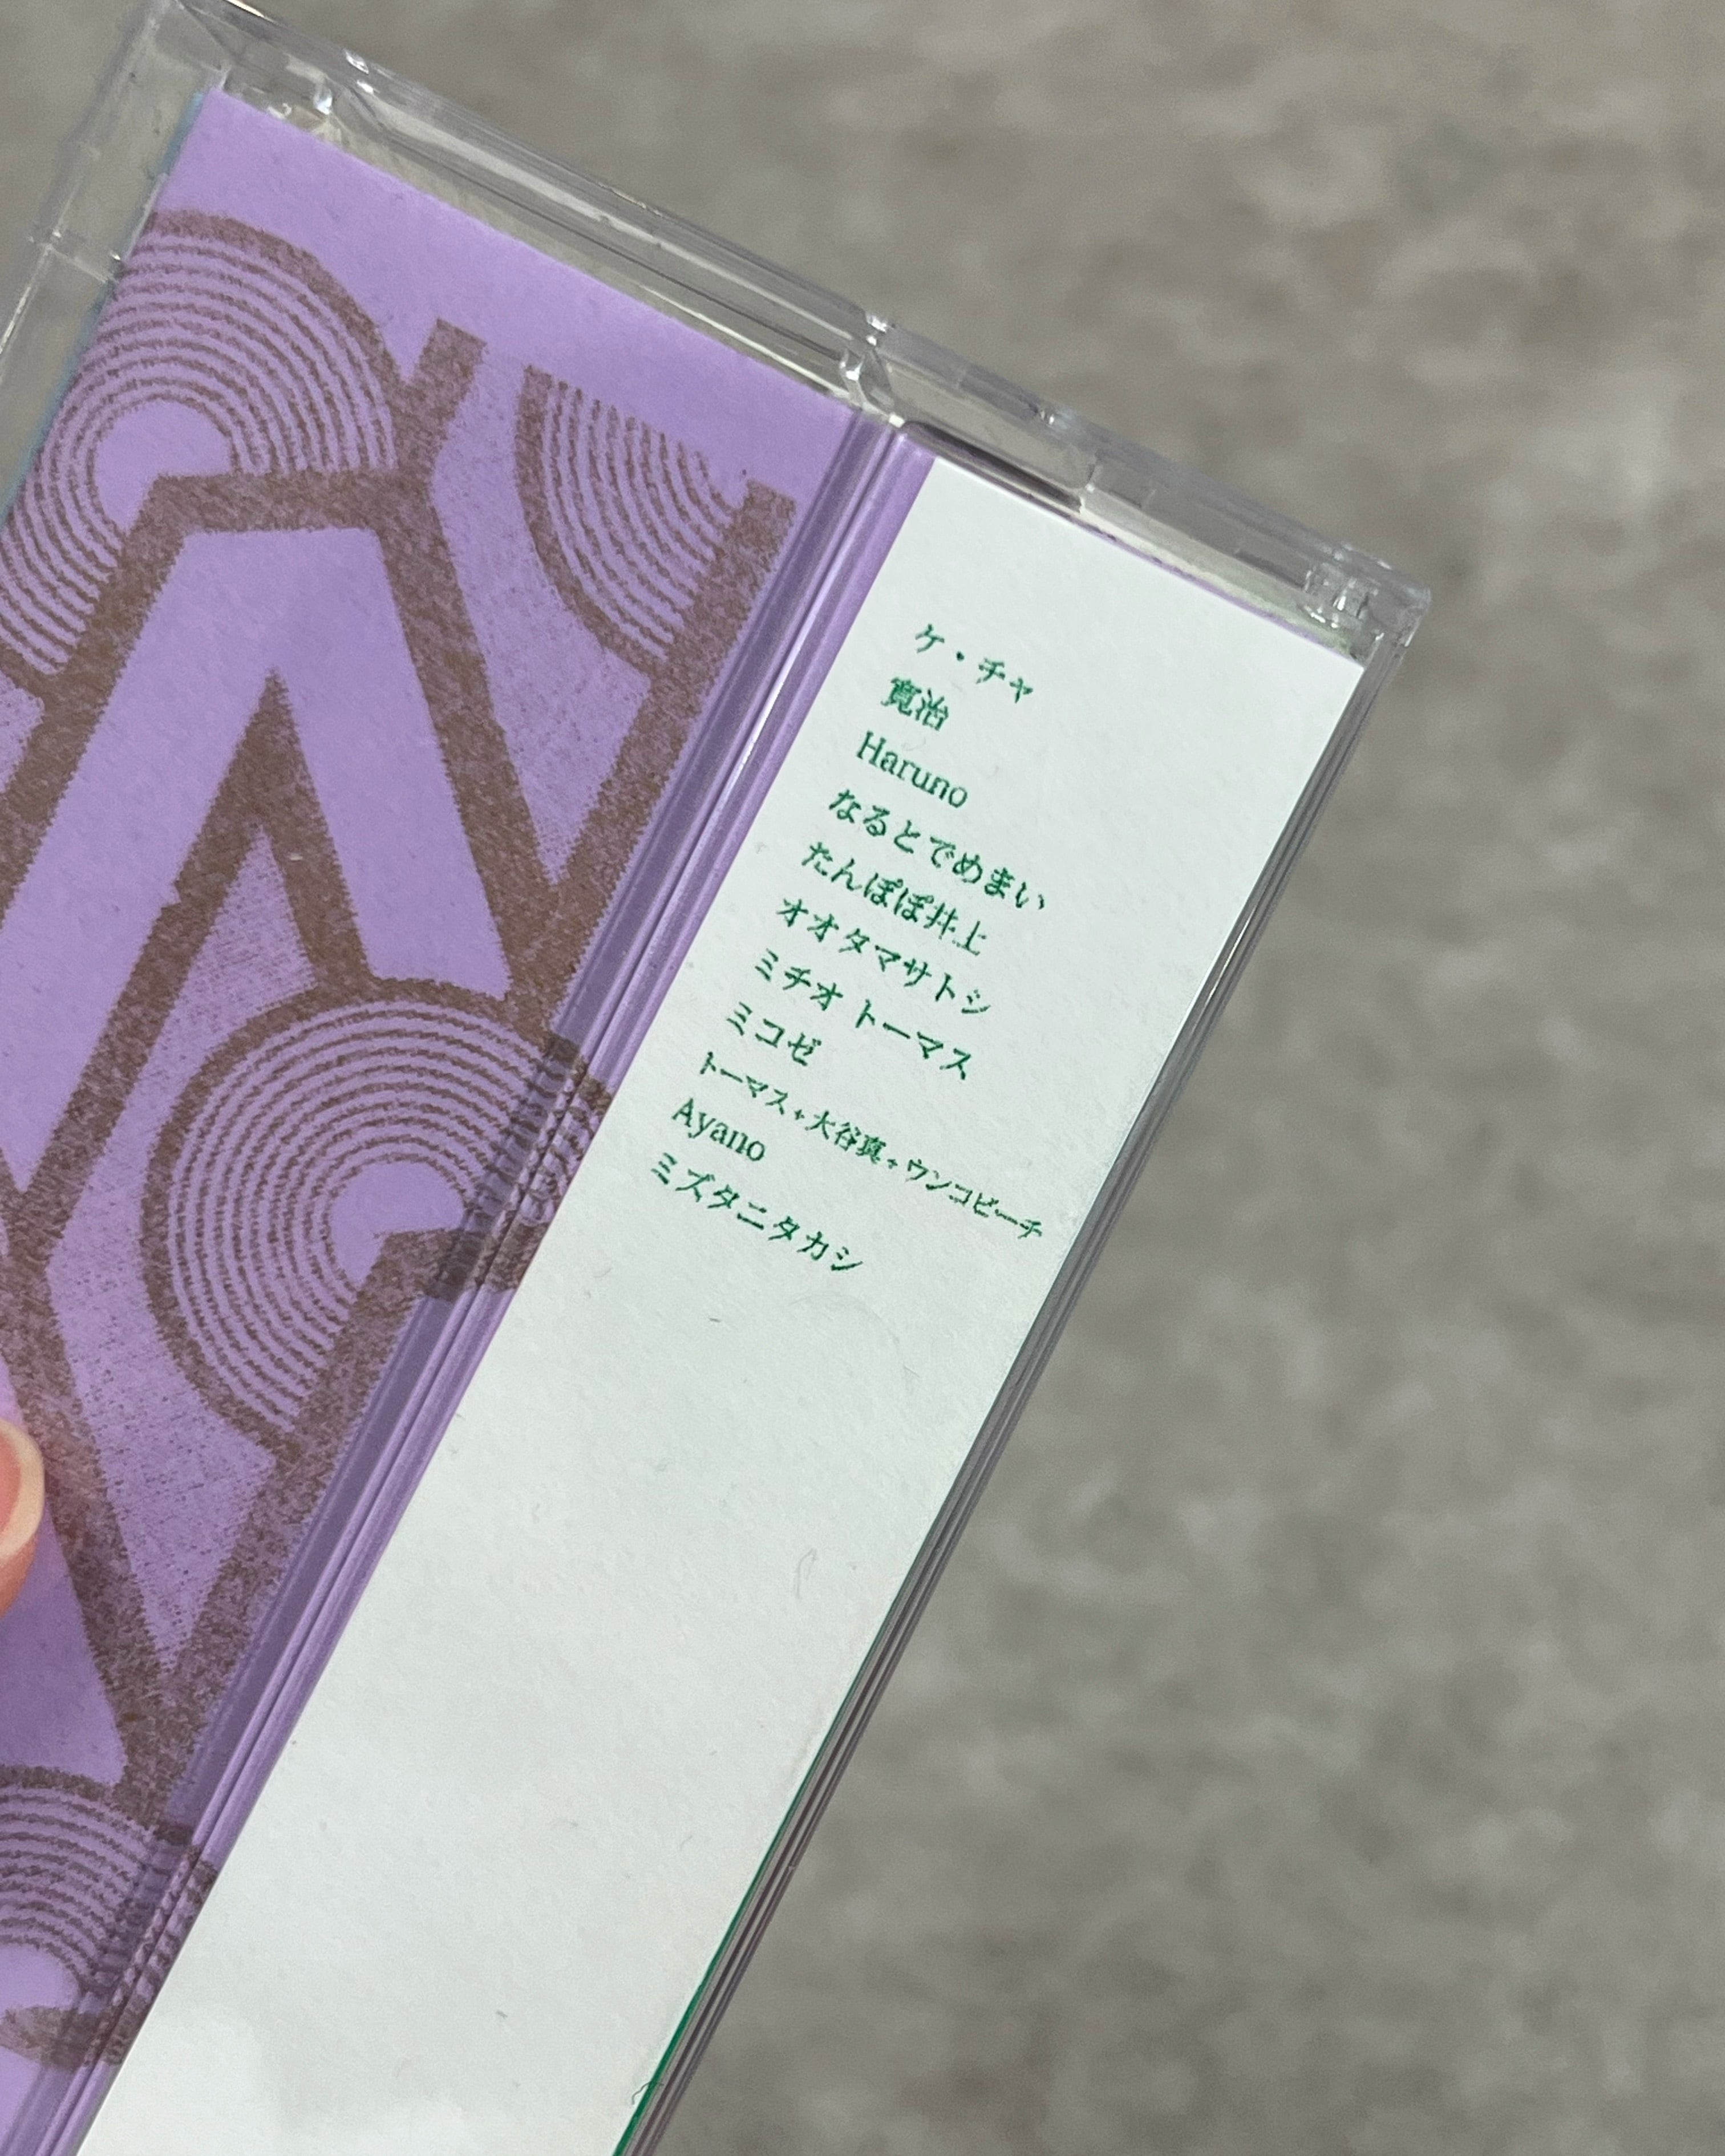 ケ・チャ
寛治
Haruno
なるとでめまい
たんぽぽ井上
オオタマサトシ
ミチオ トーマス
ミコゼ
トーマス+大谷真+ウンコピーチ
Ayano
ミズタニタカシ